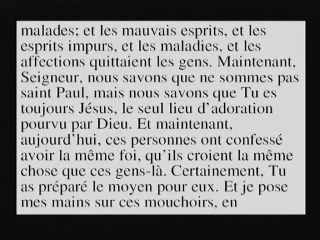 malades; et les mauvais esprits, et les
esprits impurs, et les maladies, et les
affections quittaient les gens. Maintenant,
Seigneur, nous savons que ne sommes pas
saint Paul, mais nous savons que Tu es
toujours Jésus, le seul lieu d'adoration
pourvu par Dieu. Et maintenant,
aujourd'hui, ces personnes ont confessé
avoir la même foi, qu'ils croient la même
chose que ces gens-là. Certainement, Tu
as préparé le moyen pour eux. Et je pose
mes mains sur ces mouchoirs, en